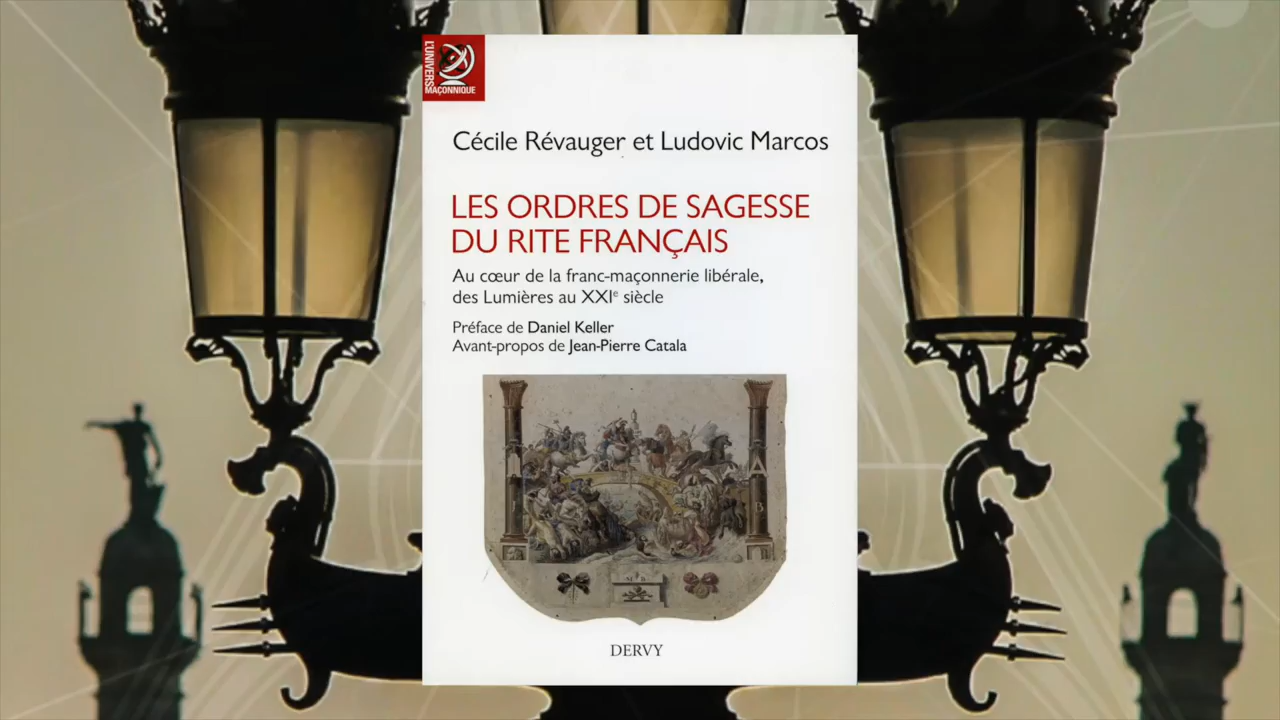 L'UNIVERS
MAÇONNIQUE
Cécile Révauger et Ludovic Marcos
LES ORDRES DE SAGESSE
DU RITE FRANÇAIS
Au cœur de la franc-maçonnerie libérale,
des Lumières au XXIe siècle
Préface de Daniel Keller
Avant-propos de Jean-Pierre Catala
A
B
M B
DERVY